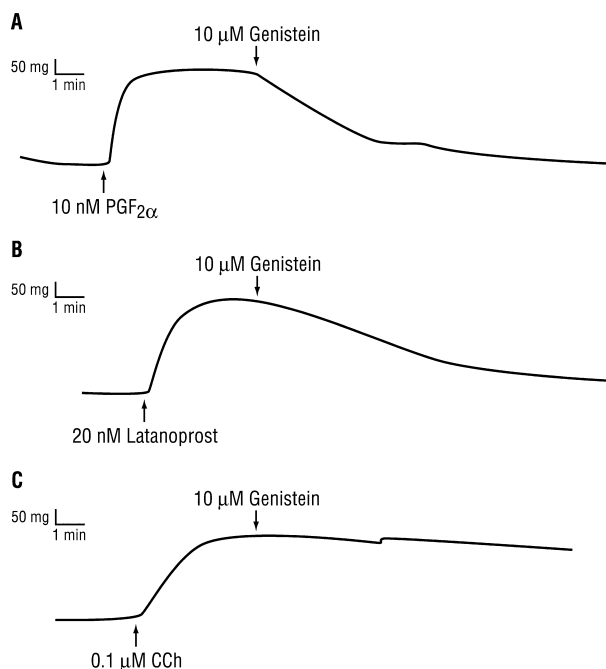 A
10 μM Genistein
50 mg
1 min
10 nM PGF2α
B
10 μM Genistein
50 mg
1 min
20 nM Latanoprost
C
10 μM Genistein
50 mg
1 min
0.1 μM CCh